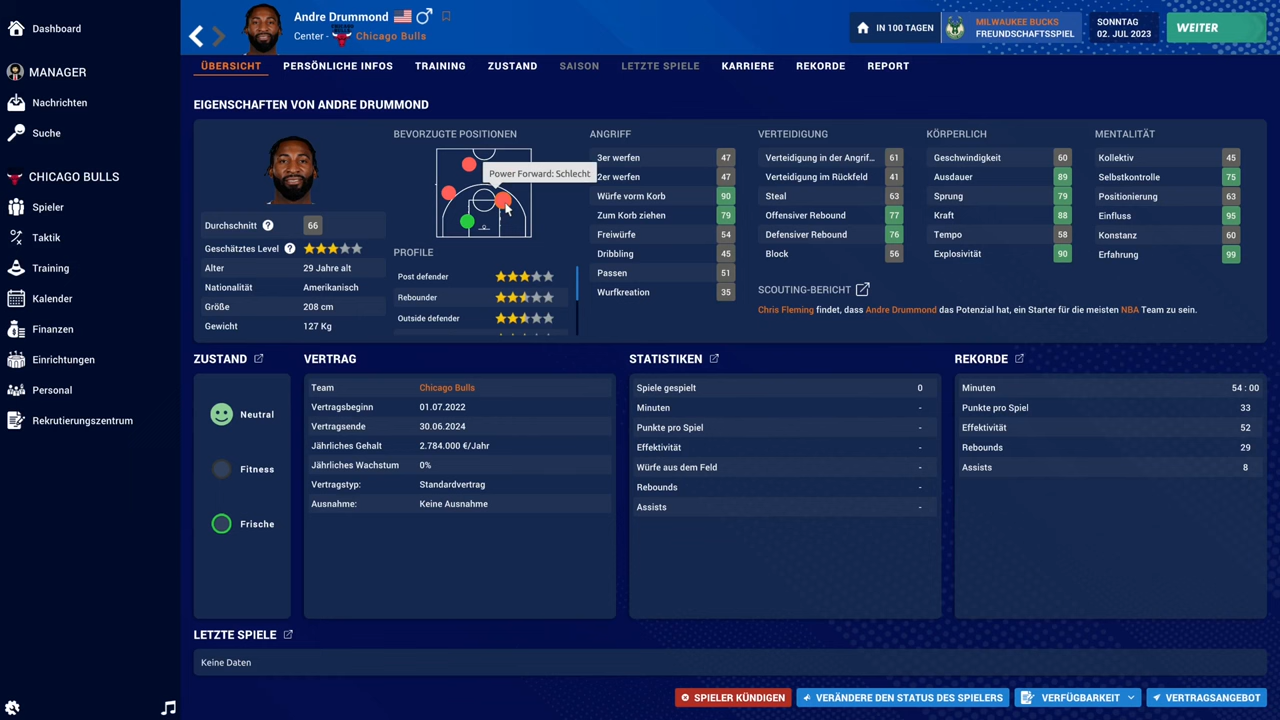 Dashboard
MANAGER
Nachrichten
Suche
CHICAGO BULLS
Spieler
Taktik
Training
Kalender
Finanzen
Einrichtungen
Personal
Rekrutierungszentrum
Andre Drummond
Center - Chicago Bulls
IN 100 TAGEN
MILWAUKEE BUCKS
FREUNDSCHAFTSSPIEL
SONNTAG
02. JUL 2023
WEITER
ÜBERSICHT PERSÖNLICHE INFOS TRAINING ZUSTAND SAISON LETZTE SPIELE KARRIERE REKORDE REPORT
EIGENSCHAFTEN VON ANDRE DRUMMOND
Durchschnitt ? 66
Geschätztes Level ?
Alter 29 Jahre alt
Nationalität Amerikanisch
Größe 208 cm
Gewicht 127 Kg
BEVORZUGTE POSITIONEN
Power Forward: Schlecht
PROFILE
Post defender
Rebounder
Outside defender
ANGRIFF
3er werfen 47
2er werfen 47
Würfe vorm Korb 90
Zum Korb ziehen 79
Freiwürfe 54
Dribbling 45
Passen 51
Wurfkreation 35
VERTEIDIGUNG
Verteidigung in der Angrif... 61
Verteidigung im Rückfeld 41
Steal 63
Offensiver Rebound 77
Defensiver Rebound 76
Block 56
KÖRPERLICH
Geschwindigkeit 60
Ausdauer 89
Sprung 79
Kraft 88
Tempo 58
Explosivität 90
MENTALITÄT
Kollektiv 45
Selbstkontrolle 75
Positionierung 63
Einfluss 95
Konstanz 60
Erfahrung 99
SCOUTING-BERICHT
Chris Fleming findet, dass Andre Drummond das Potenzial hat, ein Starter für die meisten NBA Team zu sein.
ZUSTAND
Neutral
Fitness
Frische
VERTRAG
Team Chicago Bulls
Vertragsbeginn 01.07.2022
Vertragsende 30.06.2024
Jährliches Gehalt 2.784.000 €/Jahr
Jährliches Wachstum 0%
Vertragstyp: Standardvertrag
Ausnahme: Keine Ausnahme
STATISTIKEN
Spiele gespielt 0
Minuten -
Punkte pro Spiel -
Effektivität -
Würfe aus dem Feld -
Rebounds -
Assists -
REKORDE
Minuten 54 : 00
Punkte pro Spiel 33
Effektivität 52
Rebounds 29
Assists 8
LETZTE SPIELE
Keine Daten
SPIELER KÜNDIGEN
VERÄNDERE DEN STATUS DES SPIELERS
VERFÜGBARKEIT
VERTRAGSANGEBOT